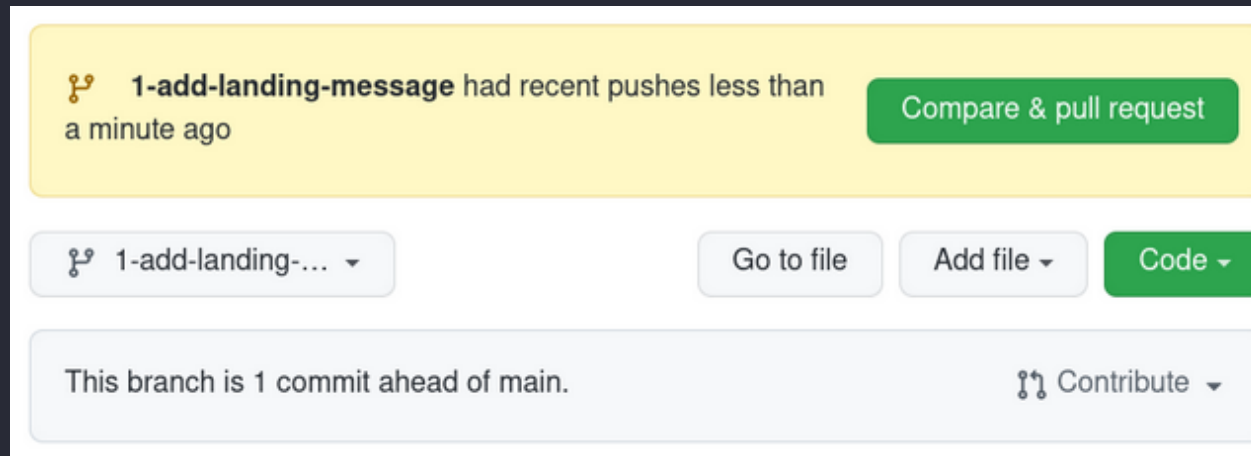 1-add-landing-message had recent pushes less than
a minute ago
Compare & pull request
1-add-landing-...
Go to file
Add file
Code
This branch is 1 commit ahead of main.
Contribute